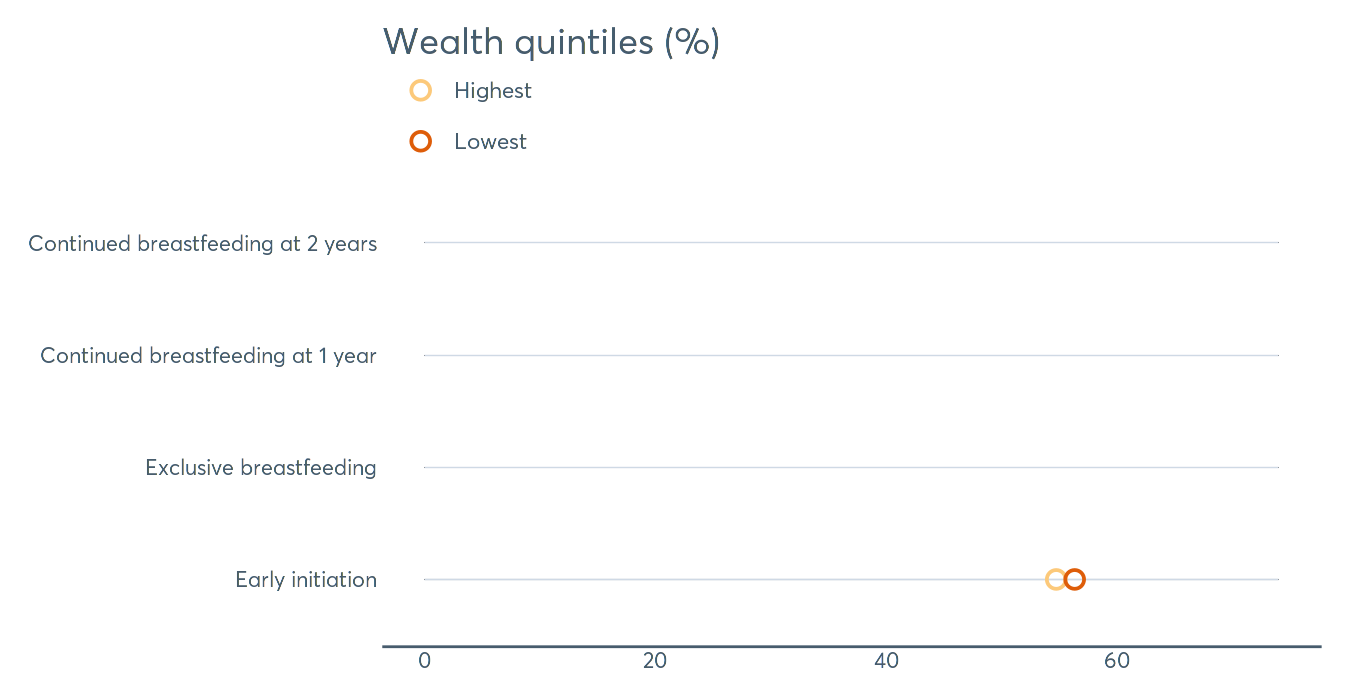 Wealth quintiles (%)
Highest
Lowest
Continued breastfeeding at 2 years
Continued breastfeeding at 1 year
Exclusive breastfeeding
Early initiation
0 20 40 60